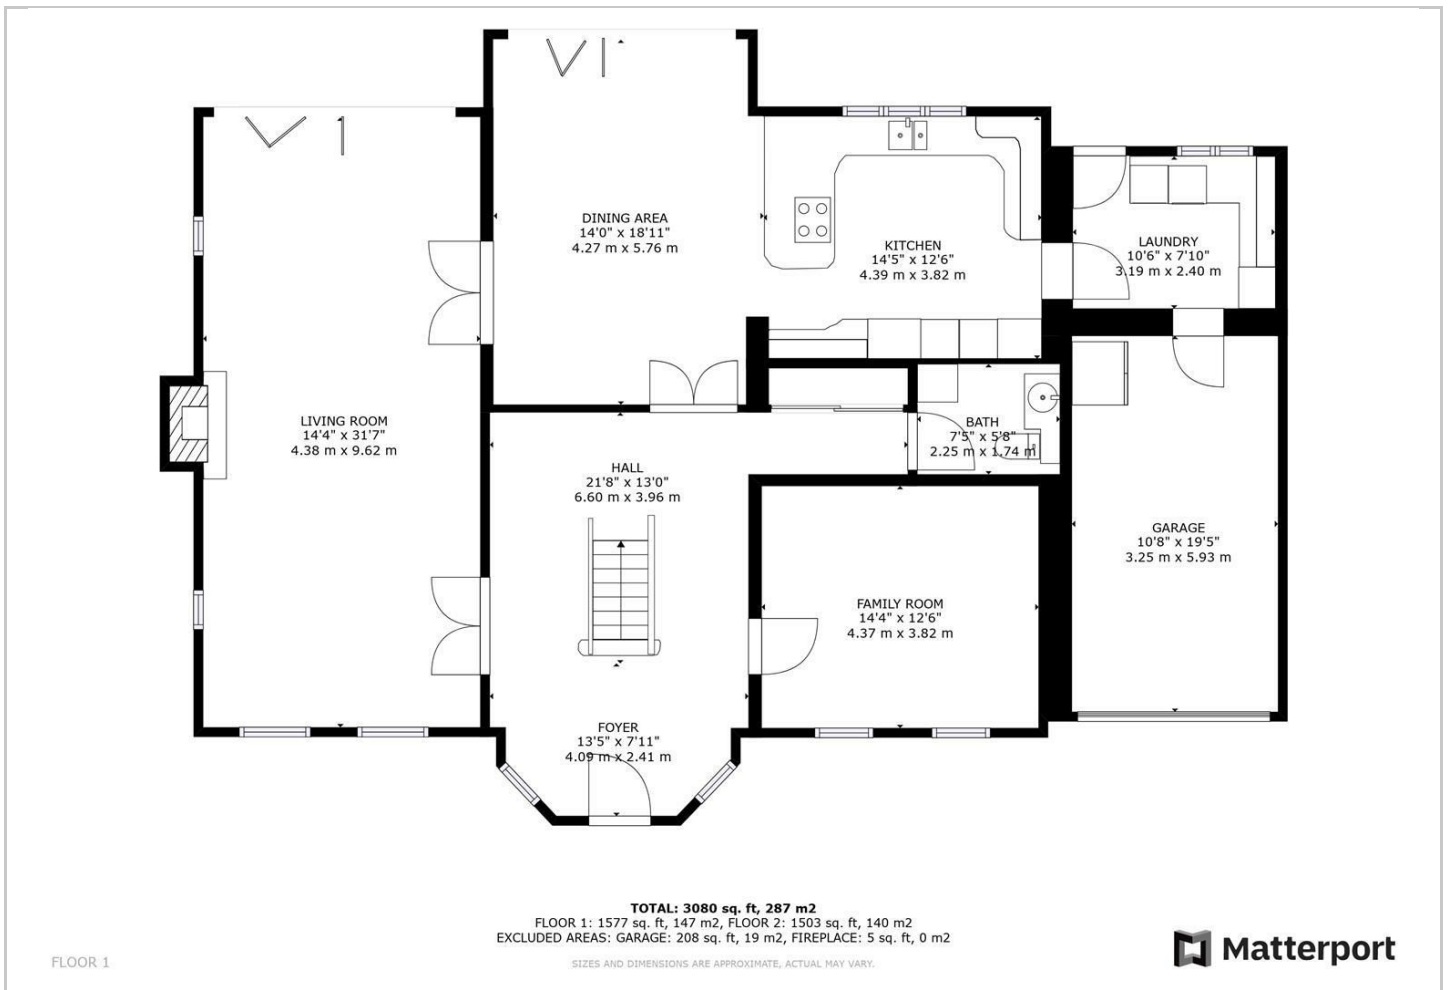 DINING AREA
14'0" x 18'11"
4.27 m x 5.76 m
KITCHEN
14'5" x 12'6"
4.39 m x 3.82 m
LAUNDRY
10'6" x 7'10"
3.19 m x 2.40 m
LIVING ROOM
14'4" x 31'7"
4.38 m x 9.62 m
BATH
7'5" x 5'8"
2.25 m x 1.74 m
HALL
21'8" x 13'0"
6.60 m x 3.96 m
GARAGE
10'8" x 19'5"
3.25 m x 5.93 m
FAMILY ROOM
14'4" x 12'6"
4.37 m x 3.82 m
FOYER
13'5" x 7'11"
4.09 m x 2.41 m
TOTAL: 3080 sq. ft, 287 m2
FLOOR 1: 1577 sq. ft, 147 m2, FLOOR 2: 1503 sq. ft, 140 m2
EXCLUDED AREAS: GARAGE: 208 sq. ft, 19 m2, FIREPLACE: 5 sq. ft, 0 m2
SIZES AND DIMENSIONS ARE APPROXIMATE, ACTUAL MAY VARY.
FLOOR 1
Matterport